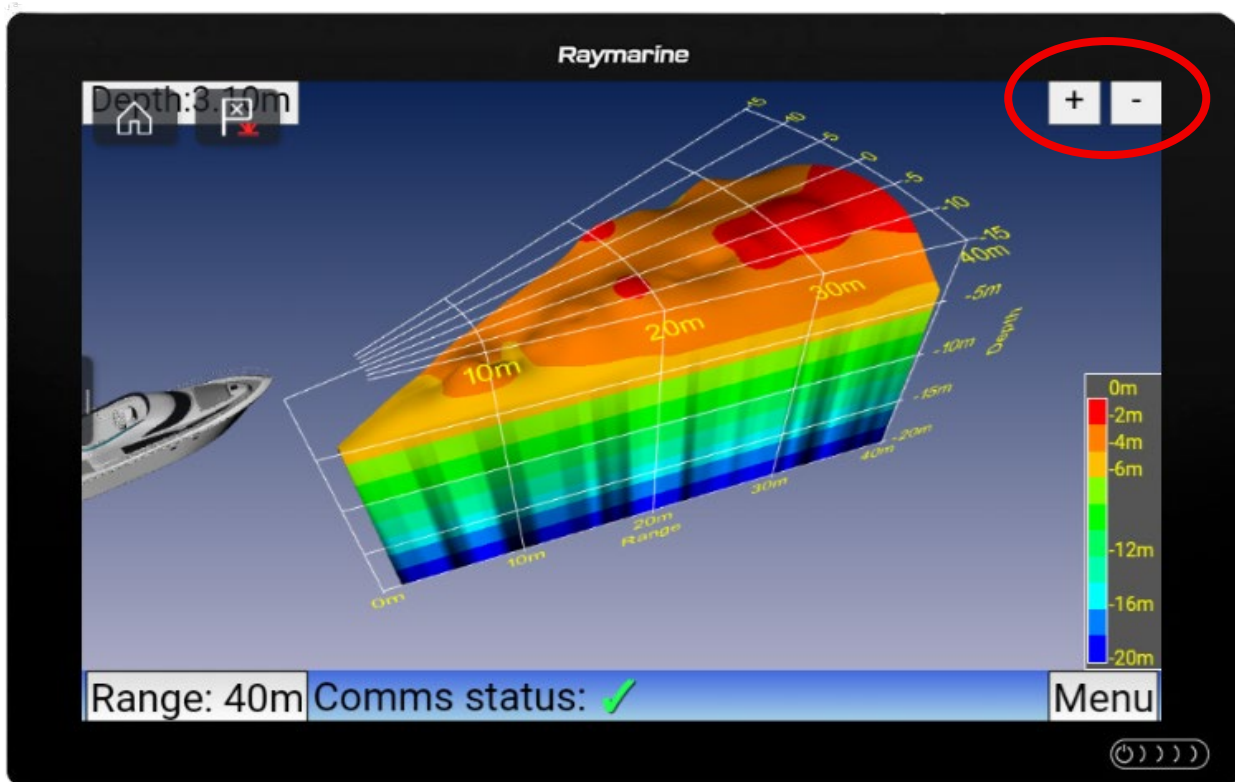 Raymarine
Depth:3.10m
+ -
15
10
5
-0
-5
-10
-15
40m
30m
20m
10m
-5m
-10m
-15m
-20m
Depth
0m
10m
20m
30m
40m
Range
0m
-2m
-4m
-6m
-12m
-16m
-20m
Range: 40m
Comms status:
Menu